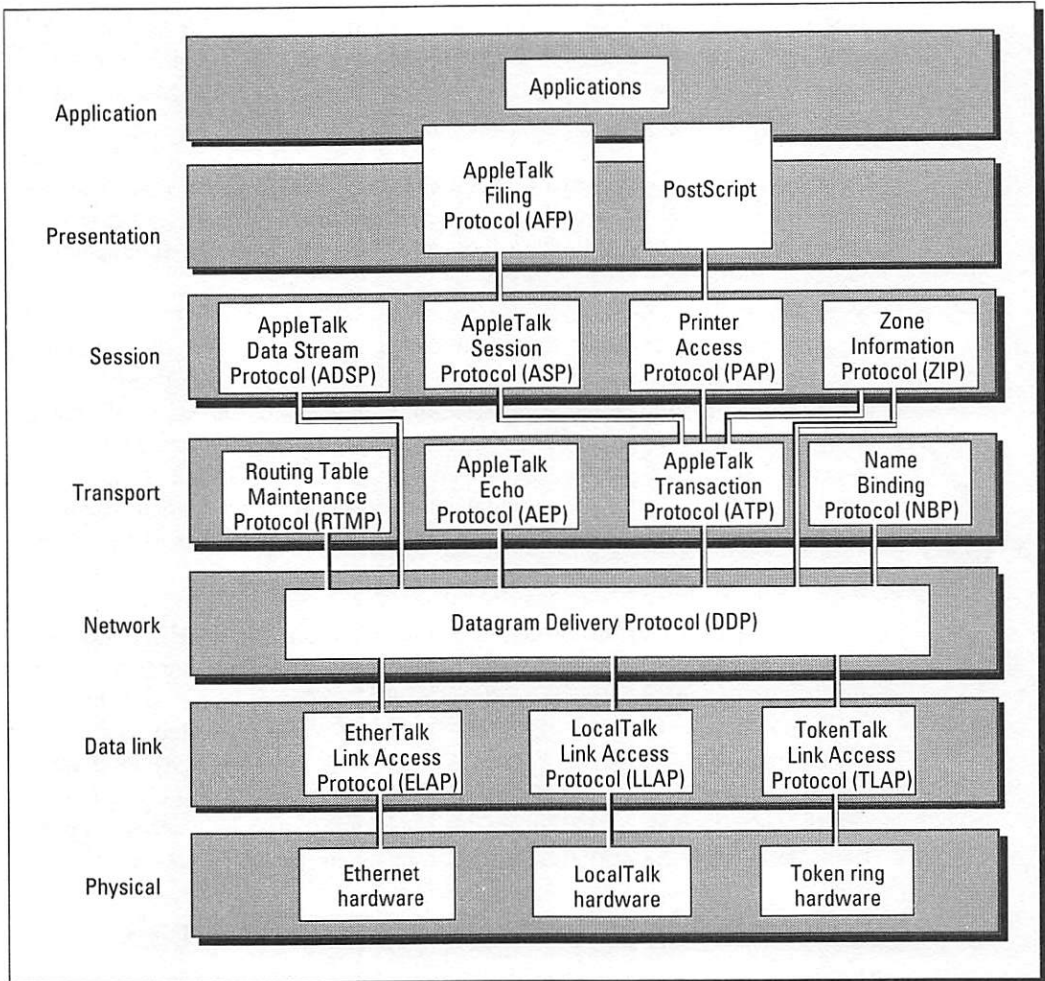 Application
Applications
Presentation
AppleTalk
Filing
Protocol (AFP)
PostScript
Session
AppleTalk
Data Stream
Protocol (ADSP)
AppleTalk
Session
Protocol (ASP)
Printer
Access
Protocol (PAP)
Zone
Information
Protocol (ZIP)
Transport
Routing Table
Maintenance
Protocol (RTMP)
AppleTalk
Echo
Protocol (AEP)
AppleTalk
Transaction
Protocol (ATP)
Name
Binding
Protocol (NBP)
Network
Datagram Delivery Protocol (DDP)
Data link
EtherTalk
Link Access
Protocol (ELAP)
LocalTalk
Link Access
Protocol (LLAP)
TokenTalk
Link Access
Protocol (TLAP)
Physical
Ethernet
hardware
LocalTalk
hardware
Token ring
hardware